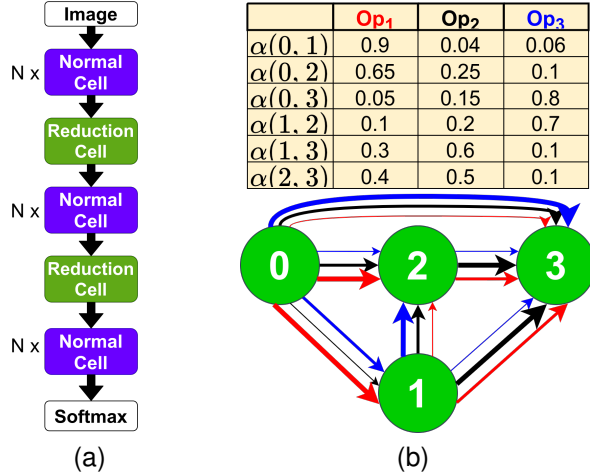 Image
N x
Normal
Cell
Reduction
Cell
N x
Normal
Cell
Reduction
Cell
N x
Normal
Cell
Softmax
(a)
Op₁ Op₂ Op₃
α(0, 1) 0.9 0.04 0.06
α(0, 2) 0.65 0.25 0.1
α(0, 3) 0.05 0.15 0.8
α(1, 2) 0.1 0.2 0.7
α(1, 3) 0.3 0.6 0.1
α(2, 3) 0.4 0.5 0.1
0 2 3
1
(b)